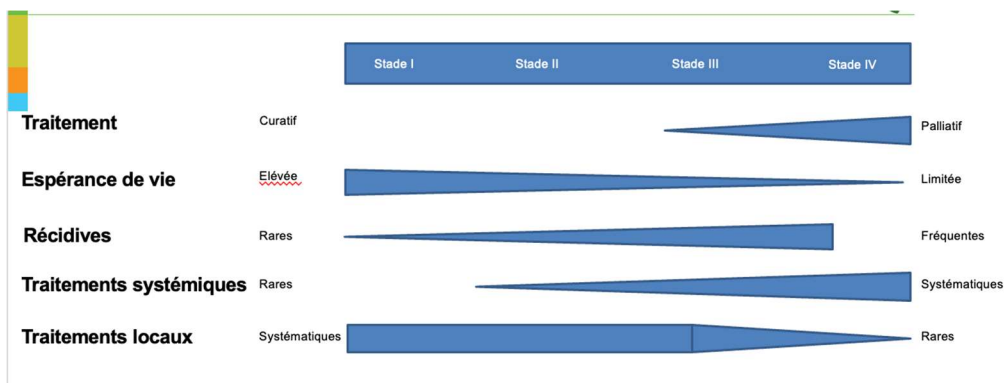 Stade I Stade II Stade III Stade IV
Traitement Curatif Palliatif
Espérance de vie Elévée Limitée
Récidives Rares Fréquentes
Traitements systémiques Rares Systématiques
Traitements locaux Systématiques Rares